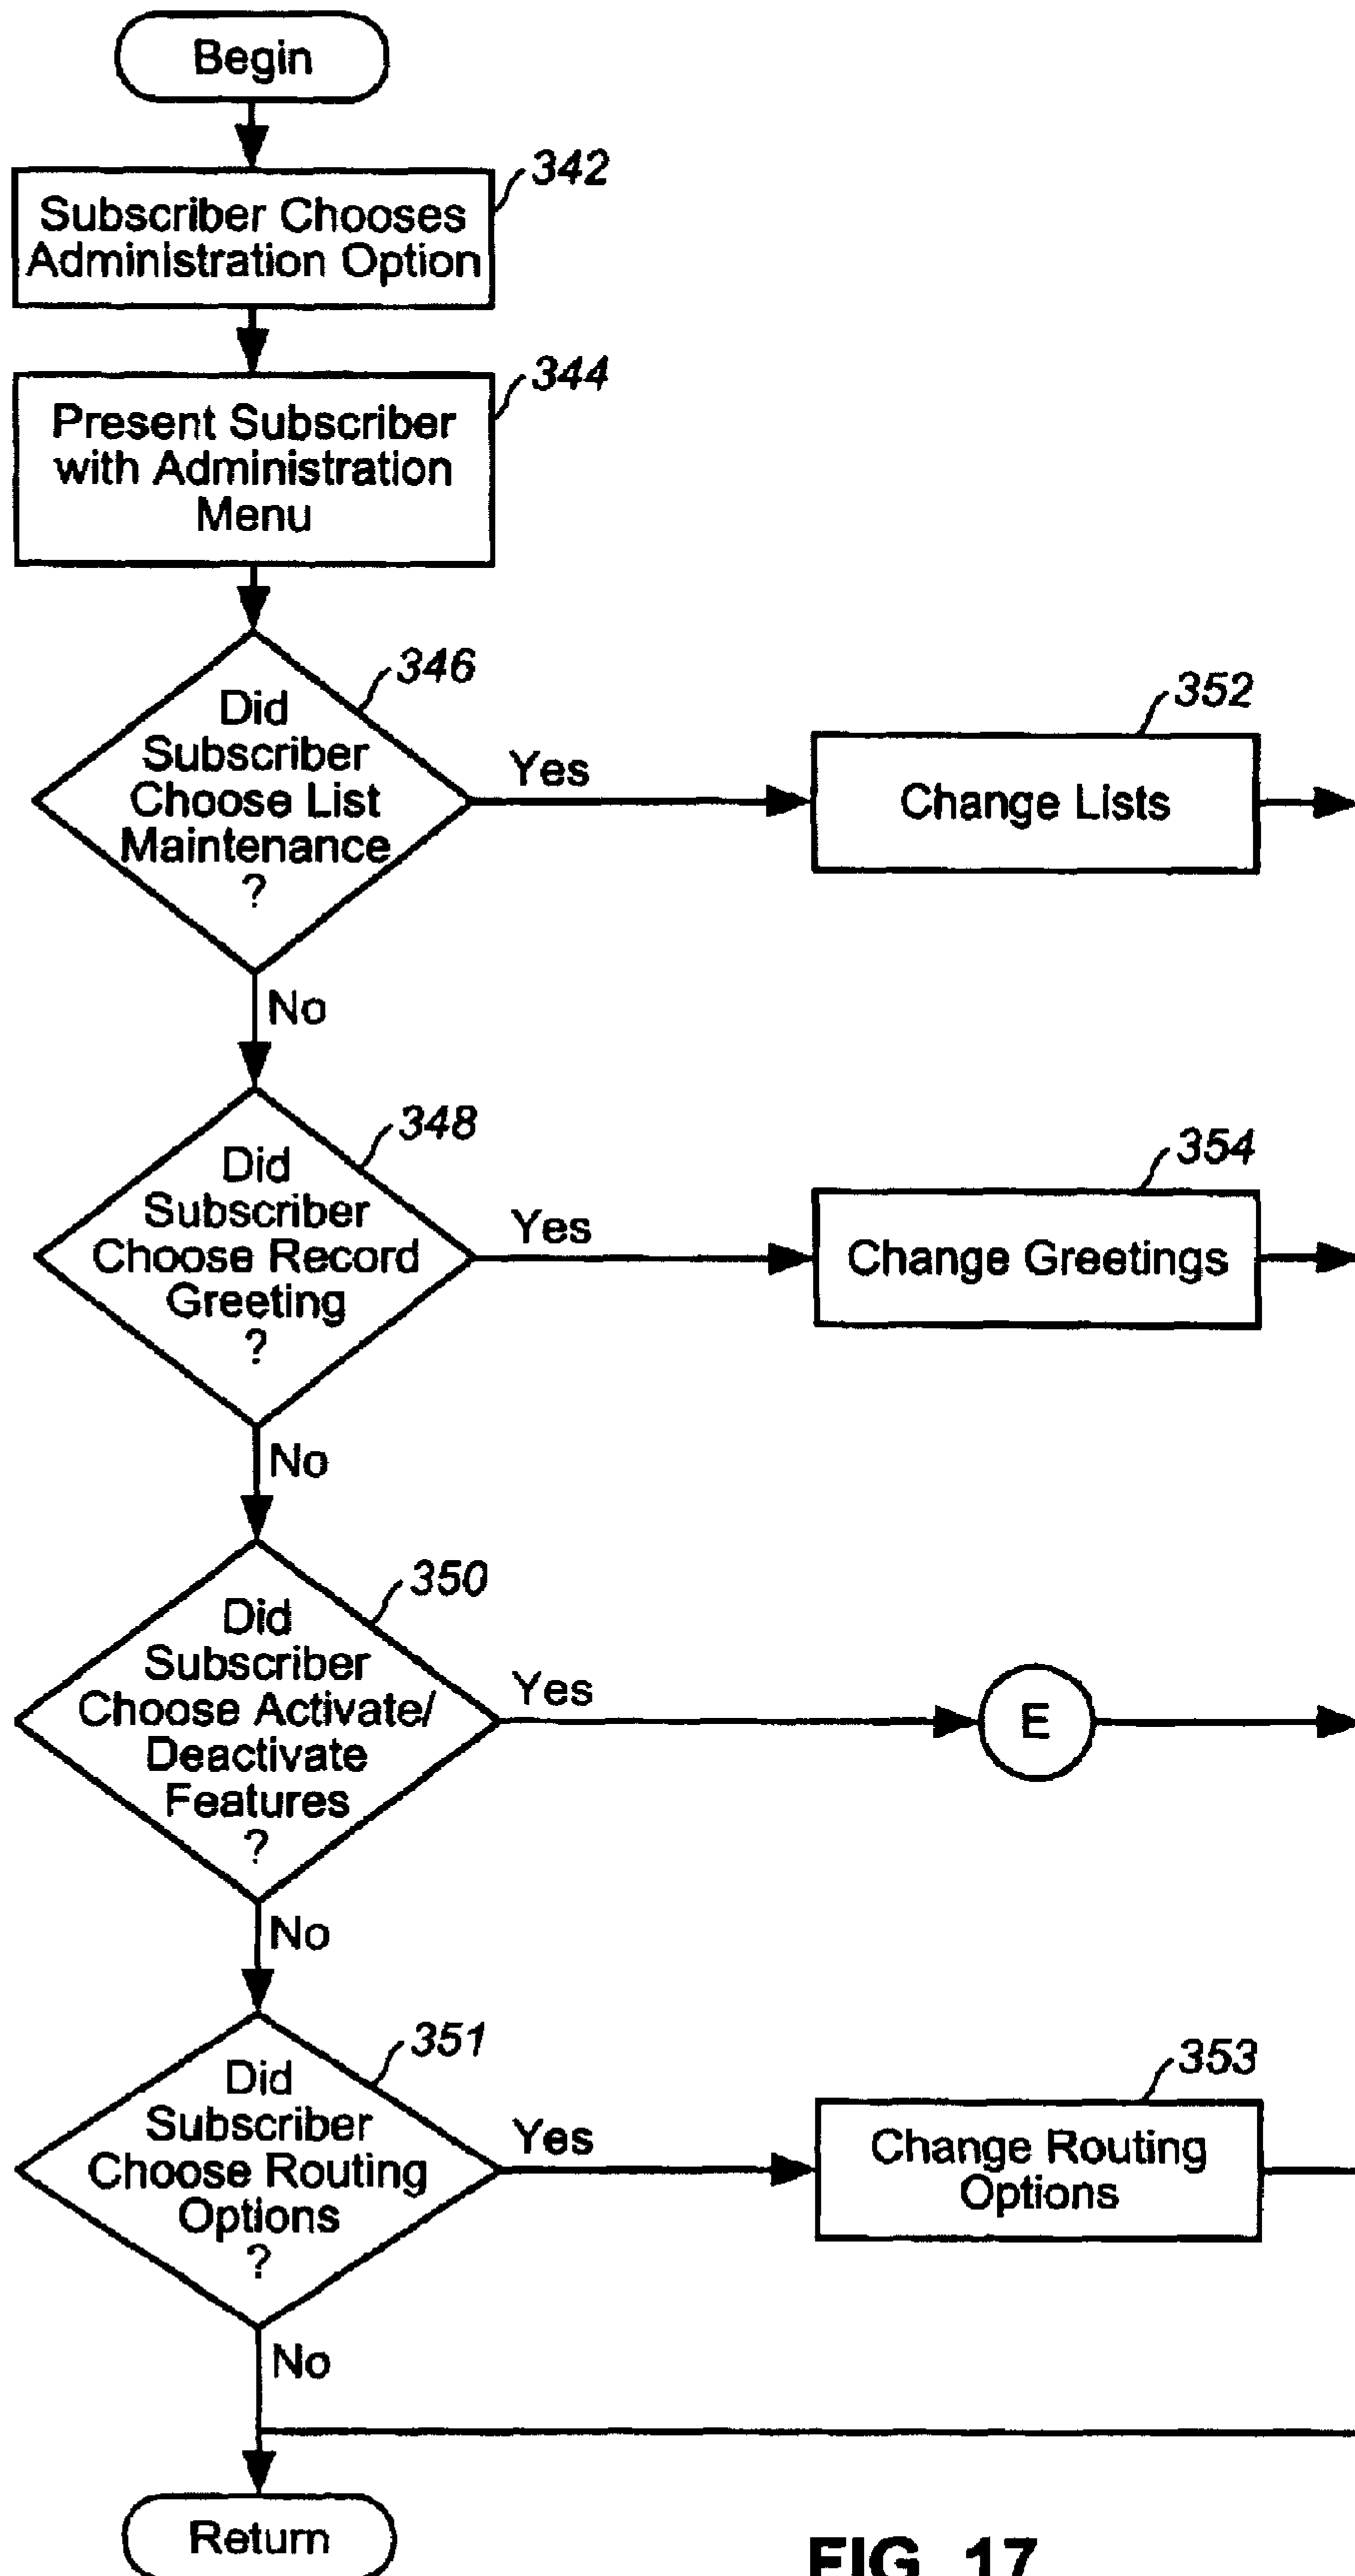 Begin
342
Subscriber Chooses
Administration Option
344
Present Subscriber
with Administration
Menu
346
Did
Subscriber
Choose List
Maintenance
?
Yes
352
Change Lists
No
348
Did
Subscriber
Choose Record
Greeting
?
Yes
354
Change Greetings
No
350
Did
Subscriber
Choose Activate/
Deactivate
Features
?
Yes
E
No
351
Did
Subscriber
Choose Routing
Options
?
Yes
353
Change Routing
Options
No
Return
FIG. 17